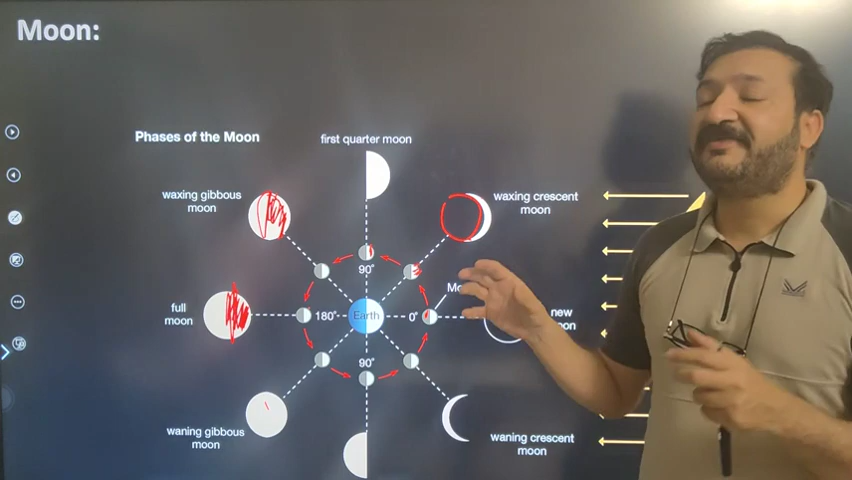 Moon:
Phases of the Moon
first quarter moon
waxing gibbous
moon
waxing crescent
moon
90°
full
moon
180°
Earth
0°
new
90°
waning gibbous
moon
waning crescent
moon